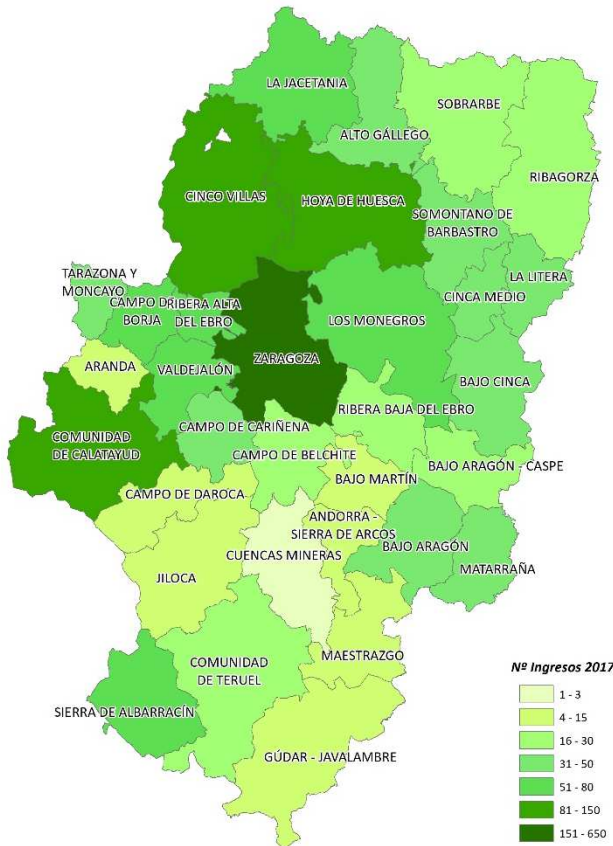 LA JACETANIA
SOBRARBE
ALTO GÁLLEGO
RIBAGORZA
CINCO VILLAS
HOYA DE HUESCA
SOMONTANO DE
BARBASTRO
TARAZONA Y
MONCAYO
LA LITERA
CINCA MEDIO
CAMPO D
BORJA
RIBERA ALTA
DEL EBRO
LOS MONEGROS
ZARAGOZA
ARANDA
VALDEJALÓN
BAJO CINCA
RIBERA BAJA DEL EBRO
COMUNIDAD
DE CALATAYUD
CAMPO DE CARIÑENA
CAMPO DE BELCHITE
BAJO ARAGÓN - CASPE
BAJO MARTÍN
CAMPO DE DAROCA
ANDORRA -
SIERRA DE ARCOS
CUENCAS MINERAS
BAJO ARAGÓN
MATARRAÑA
JILOCA
MAESTRAZGO
COMUNIDAD
DE TERUEL
SIERRA DE ALBARRACÍN
GÚDAR - JAVALAMBRE
Nº Ingresos 2017
1 - 3
4 - 15
16 - 30
31 - 50
51 - 80
81 - 150
151 - 650